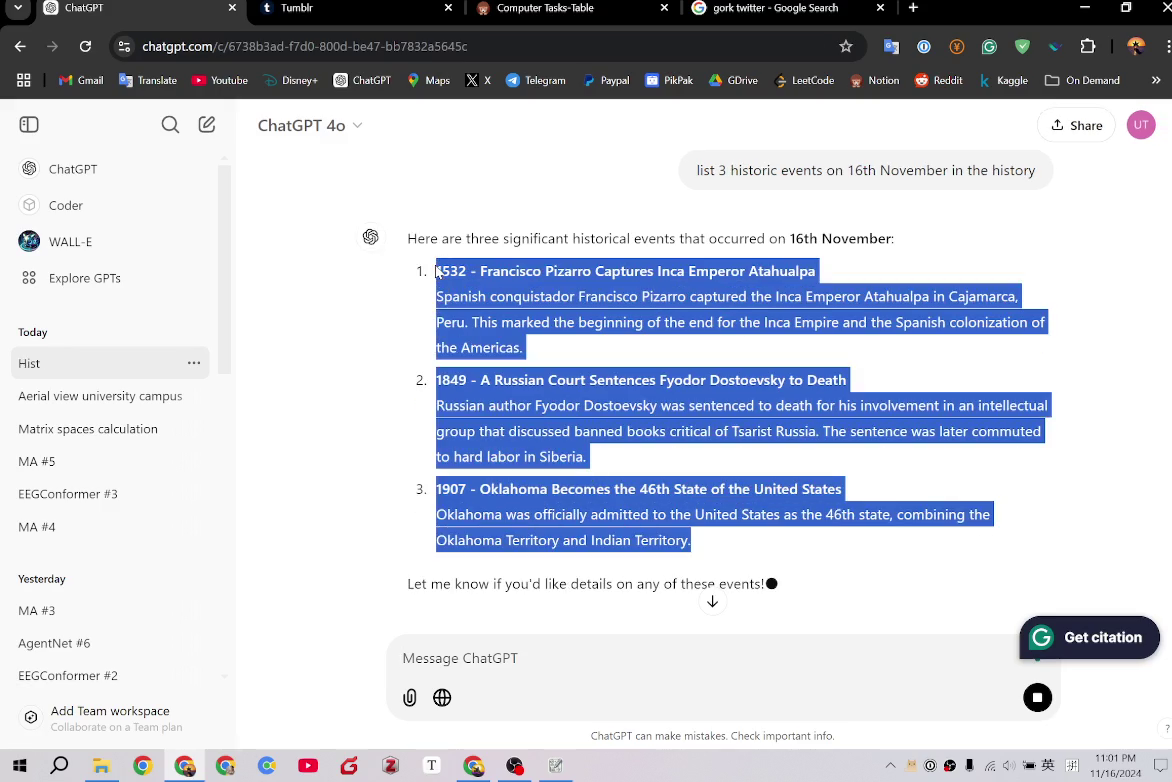 ChatGPT
Tumblr
Computer Tasks-Table
gork twitter - Google Search
chatgpt.com/c/6738b3ad-f7d0-800d-be47-bb7832a5645c
Gmail
Translate
Youtube
Disney+
ChatGPT
Maps
X
Telegram
Paypal
PikPak
GDrive
LeetCode
Notion
Reddit
Kaggle
On Demand
ChatGPT 4o
Share
UT
ChatGPT
Coder
WALL-E
Explore GPTs
Today
Hist
Aerial view university campus
Matrix spaces calculation
MA #5
EEGConformer #3
MA #4
Yesterday
MA #3
AgentNet #6
EEGConformer #2
Add Team workspace
Collaborate on a Team plan
list 3 historic events on 16th November in the history
Here are three significant historical events that occurred on 16th November:
1. 1532 - Francisco Pizarro Captures Inca Emperor Atahualpa
Spanish conquistador Francisco Pizarro captured the Inca Emperor Atahualpa in Cajamarca,
Peru. This marked the beginning of the end for the Inca Empire and the Spanish colonization of
the Americas.
2. 1849 - A Russian Court Sentences Fyodor Dostoevsky to Death
Russian author Fyodor Dostoevsky was sentenced to death for his involvement in an intellectual
group that discussed banned books critical of Tsarist Russia. The sentence was later commuted
to hard labor in Siberia.
3. 1907 - Oklahoma Becomes the 46th State of the United States
Oklahoma was officially admitted to the United States as the 46th state, combining the
Oklahoma Territory and Indian Territory.
Let me know if you'd like details on any of these events!
Get citation
Message ChatGPT
ChatGPT can make mistakes. Check important info.
?
英
拼
11:01 PM
11/16/2024